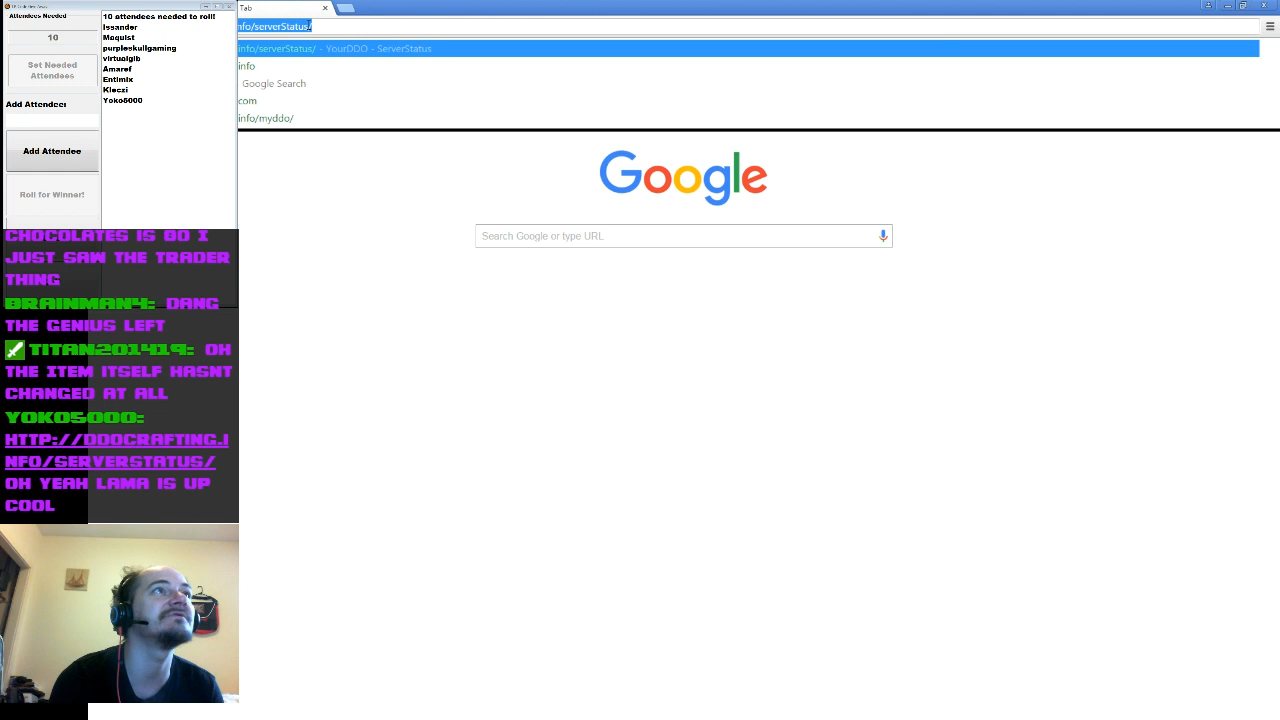 Attendees Needed
10
Set Needed
Attendees
Add Attendee:
Add Attendee
Roll for Winner!
10 attendees needed to roll!
Issander
Moquist
purpleskullgaming
virtualgib
Amaref
Entimix
Kleczi
Yoko5000
Tab
nfo/serverStatus/
info/serverStatus/ - YourDDO - ServerStatus
info
Google Search
com
info/myddo/
Google
Search Google or type URL
CHOCOLATES IS BO I
JUST SAW THE TRADER
THING
BRAINMAN4: DANG
THE GENIUS LEFT
TITAN201419: OH
THE ITEM ITSELF HASNT
CHANGED AT ALL
YOKO5000:
HTTP://DDOCRAFTING.I
NFO/SERVERSTATUS/
OH YEAH LAMA IS UP
COOL